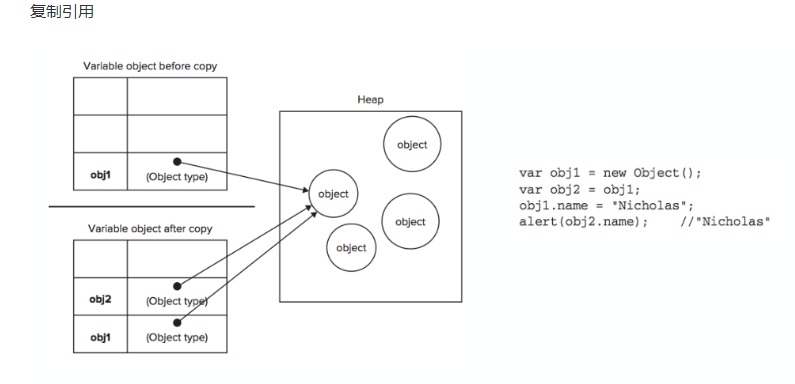 复制引用
Variable object before copy
obj1
(Object type)
Heap
object
object
object
object
Variable object after copy
obj2
(Object type)
obj1
(Object type)
var obj1 = new Object();
var obj2 = obj1;
obj1.name = "Nicholas";
alert(obj2.name);    //"Nicholas"